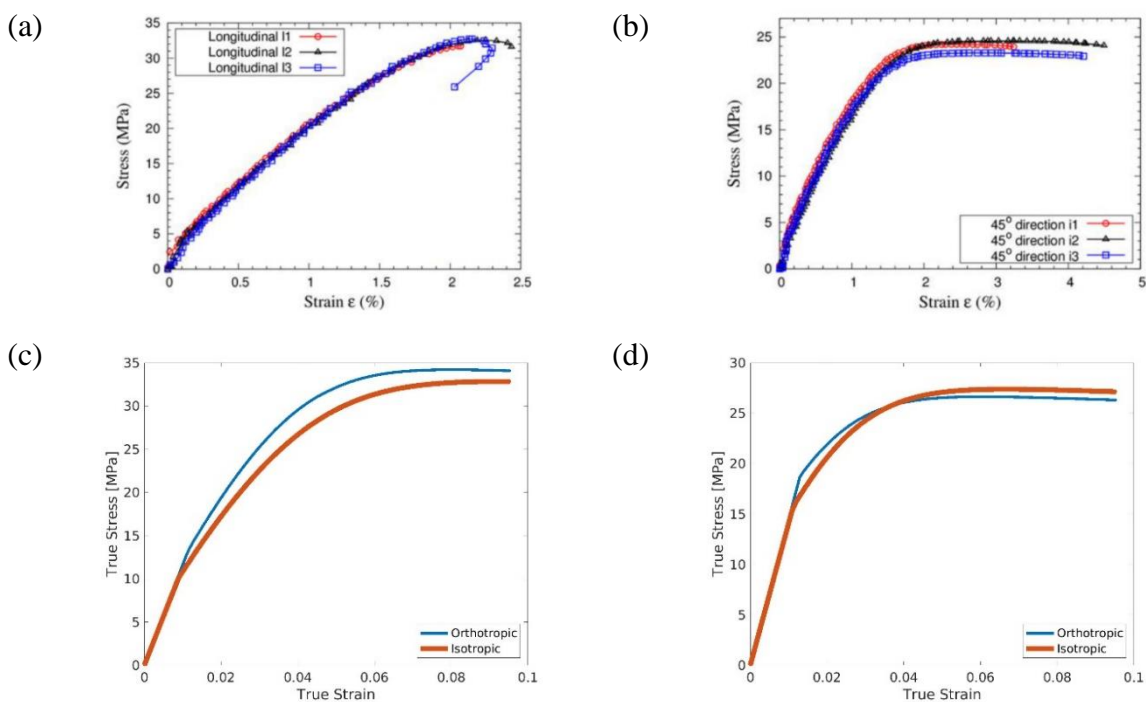 (a)
35
30
25
20
15
10
5
0
Stress (MPa)
Longitudinal l1
Longitudinal l2
Longitudinal l3
0 0.5 1 1.5 2 2.5
Strain ε (%)
(b)
25
20
15
10
5
0
Stress (MPa)
45° direction i1
45° direction i2
45° direction i3
0 1 2 3 4 5
Strain ε (%)
(c)
35
30
25
20
15
10
5
0
True Stress [MPa]
Orthotropic
Isotropic
0 0.02 0.04 0.06 0.08 0.1
True Strain
(d)
30
25
20
15
10
5
0
True Stress [MPa]
Orthotropic
Isotropic
0 0.02 0.04 0.06 0.08 0.1
True Strain